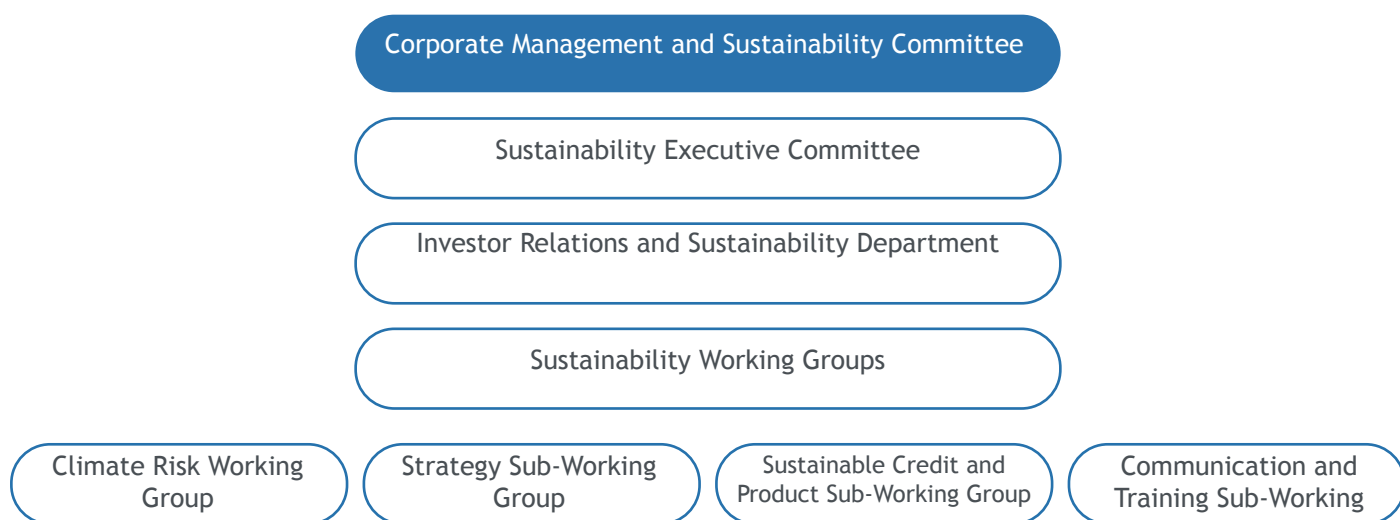 Corporate Management and Sustainability Committee
Sustainability Executive Committee
Investor Relations and Sustainability Department
Sustainability Working Groups
Climate Risk Working
Group
Strategy Sub-Working
Group
Sustainable Credit and
Product Sub-Working Group
Communication and
Training Sub-Working